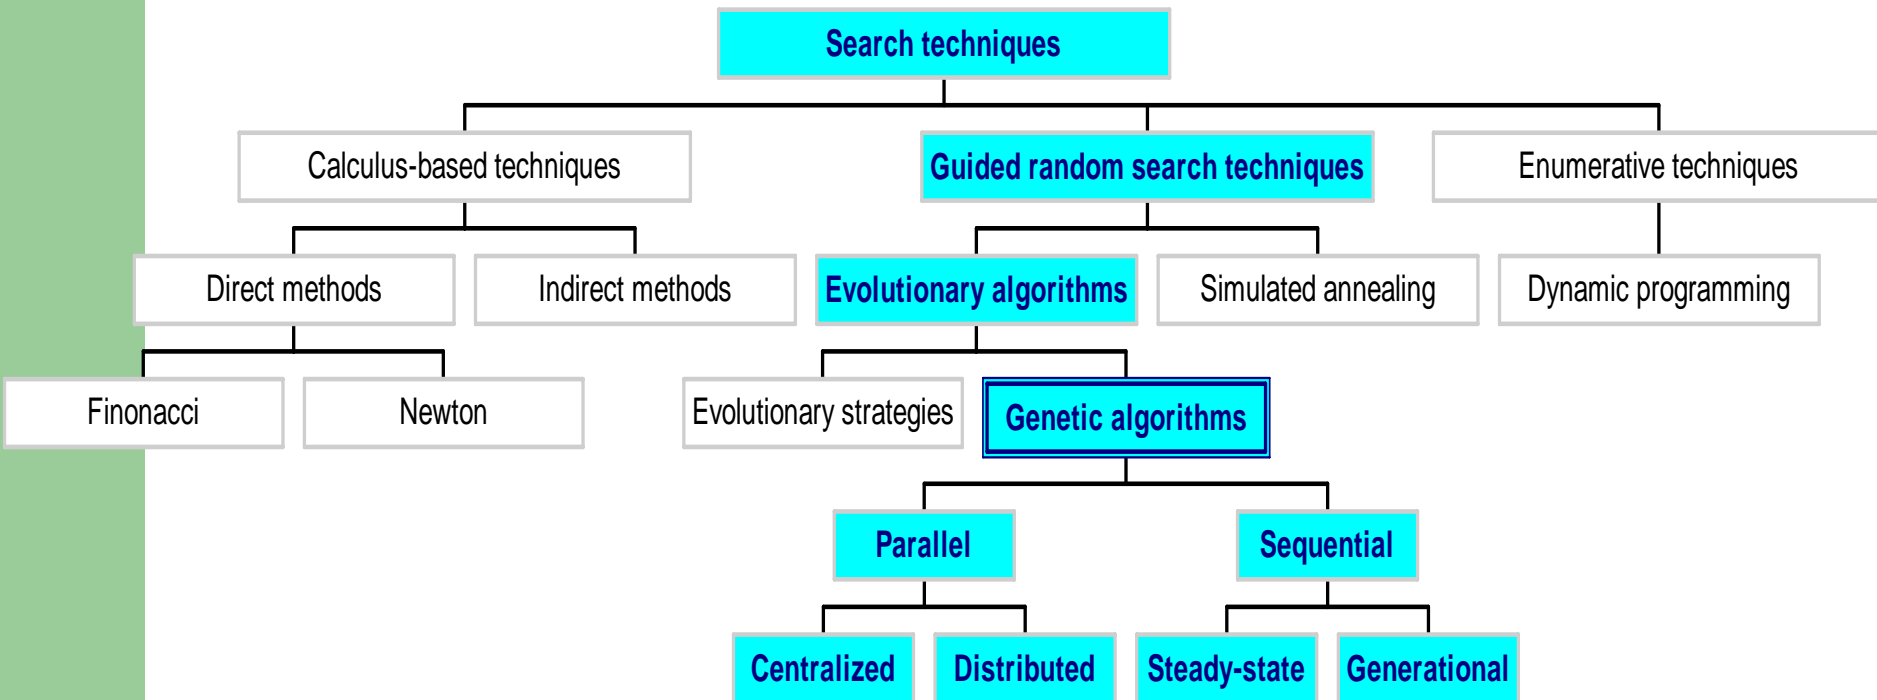 Search techniques
Calculus-based techniques
Guided random search techniques
Enumerative techniques
Direct methods
Indirect methods
Evolutionary algorithms
Simulated annealing
Dynamic programming
Finonacci
Newton
Evolutionary strategies
Genetic algorithms
Parallel
Sequential
Centralized
Distributed
Steady-state
Generational